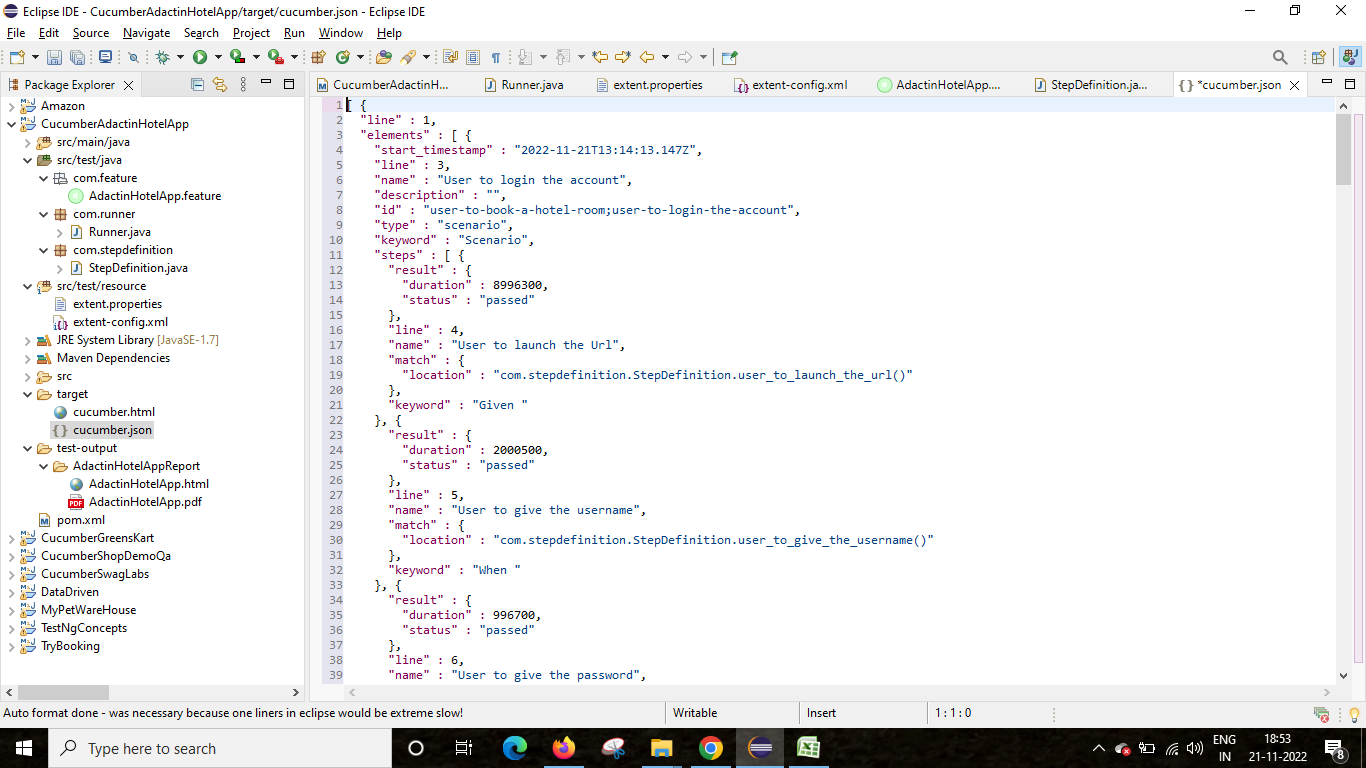 Eclipse IDE - CucumberAdactinHotelApp/target/cucumber.json - Eclipse IDE
File Edit Source Navigate Search Project Run Window Help
Package Explorer
Amazon
CucumberAdactinHotelApp
src/main/java
src/test/java
com.feature
AdactinHotelApp.feature
com.runner
Runner.java
com.stepdefinition
StepDefinition.java
src/test/resource
extent.properties
extent-config.xml
JRE System Library [JavaSE-1.7]
Maven Dependencies
src
target
cucumber.html
cucumber.json
test-output
AdactinHotelAppReport
AdactinHotelApp.html
AdactinHotelApp.pdf
pom.xml
CucumberGreensKart
CucumberShopDemoQa
CucumberSwagLabs
DataDriven
MyPetWareHouse
TestNgConcepts
TryBooking
CucumberAdactinH... Runner.java extent.properties extent-config.xml AdactinHotelApp.... StepDefinition.ja... *cucumber.json
1 [ {
2 "line" : 1,
3 "elements" : [ {
4 "start_timestamp" : "2022-11-21T13:14:13.147Z",
5 "line" : 3,
6 "name" : "User to login the account",
7 "description" : "",
8 "id" : "user-to-book-a-hotel-room;user-to-login-the-account",
9 "type" : "scenario",
10 "keyword" : "Scenario",
11 "steps" : [ {
12 "result" : {
13 "duration" : 8996300,
14 "status" : "passed"
15 },
16 "line" : 4,
17 "name" : "User to launch the Url",
18 "match" : {
19 "location" : "com.stepdefinition.StepDefinition.user_to_launch_the_url()"
20 },
21 "keyword" : "Given "
22 }, {
23 "result" : {
24 "duration" : 2000500,
25 "status" : "passed"
26 },
27 "line" : 5,
28 "name" : "User to give the username",
29 "match" : {
30 "location" : "com.stepdefinition.StepDefinition.user_to_give_the_username()"
31 },
32 "keyword" : "When "
33 }, {
34 "result" : {
35 "duration" : 996700,
36 "status" : "passed"
37 },
38 "line" : 6,
39 "name" : "User to give the password",
Auto format done - was necessary because one liners in eclipse would be extreme slow! Writable Insert 1 : 1 : 0
Type here to search
ENG
IN
18:53
21-11-2022
8